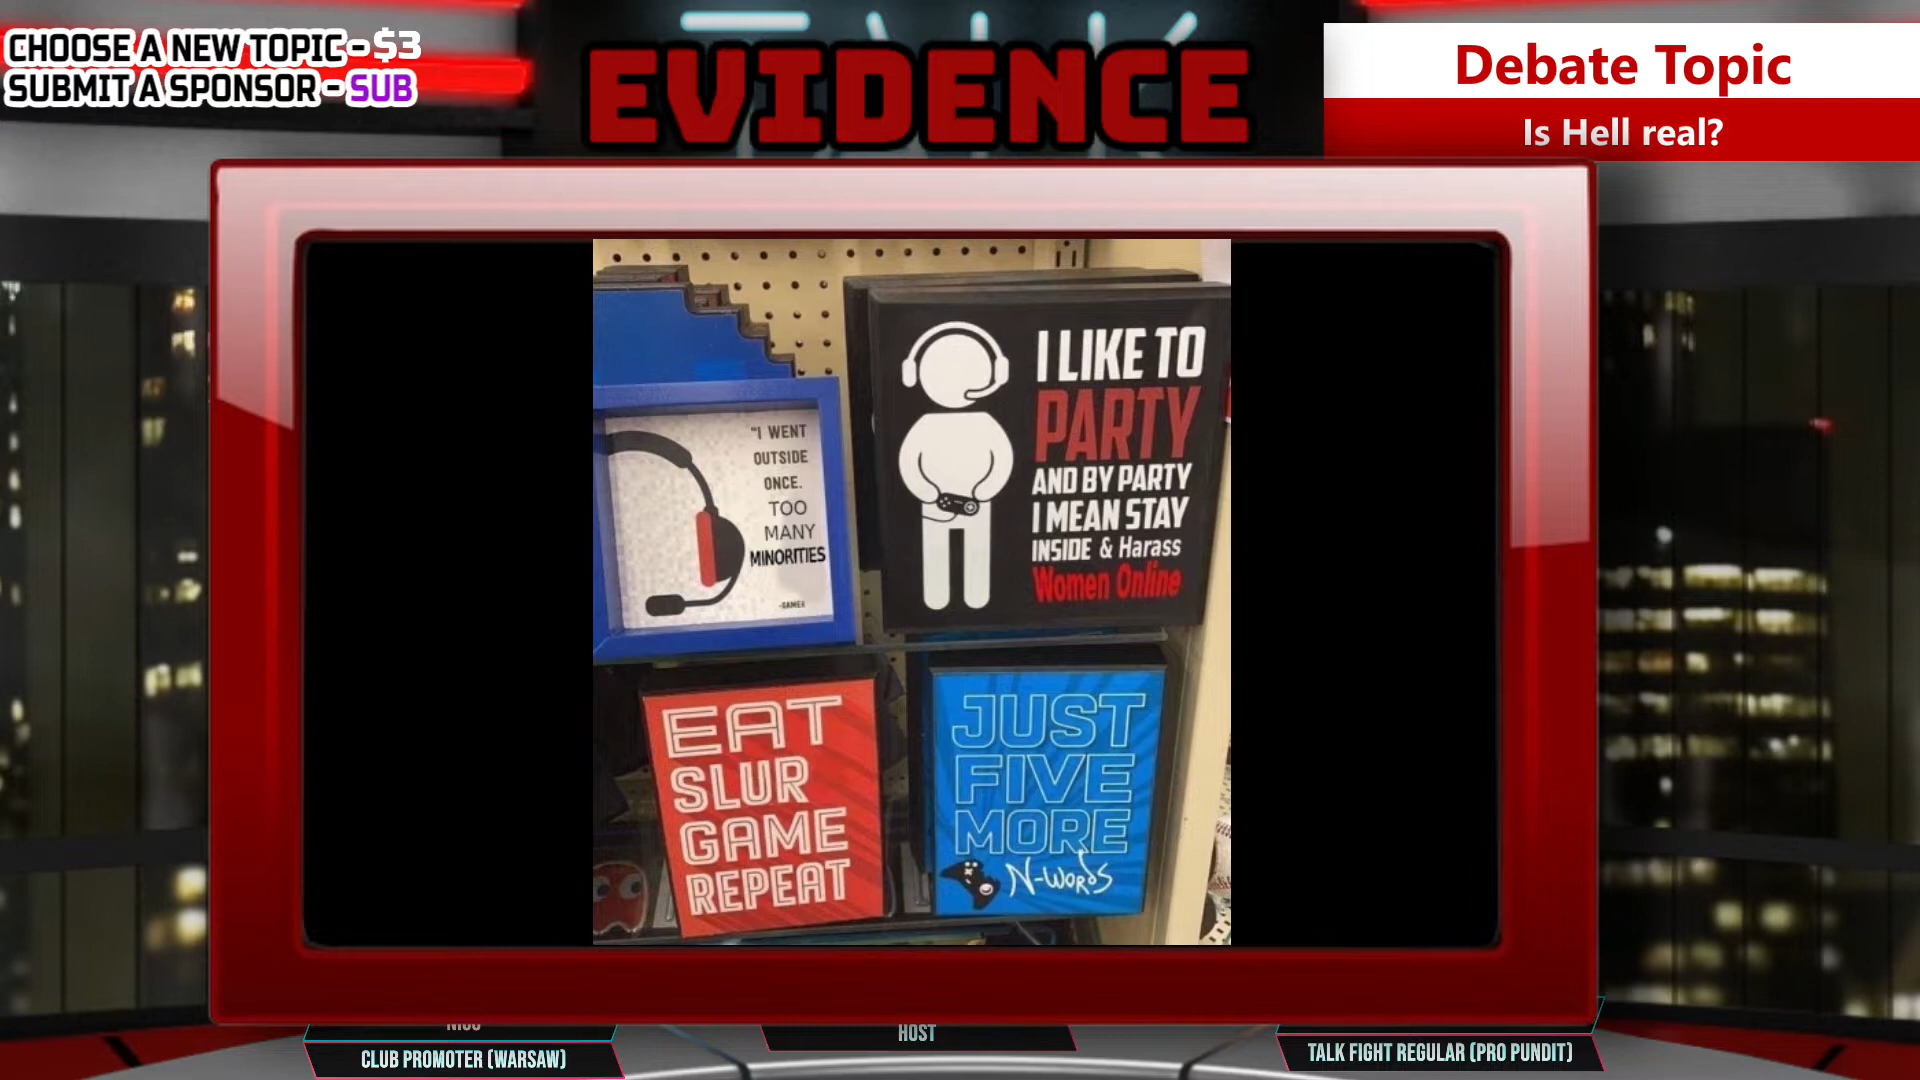 CHOOSE A NEW TOPIC - $3
SUBMIT A SPONSOR - SUB
EVIDENCE
Debate Topic
Is Hell real?
"I WENT
OUTSIDE
ONCE.
TOO
MANY
MINORITIES
-GAMER
I LIKE TO
PARTY
AND BY PARTY
I MEAN STAY
INSIDE & Harass
Women Online
EAT
SLUR
GAME
REPEAT
JUST
FIVE
MORE
N-WORDS
HOST
CLUB PROMOTER (WARSAW)
TALK FIGHT REGULAR (PRO PUNDIT)